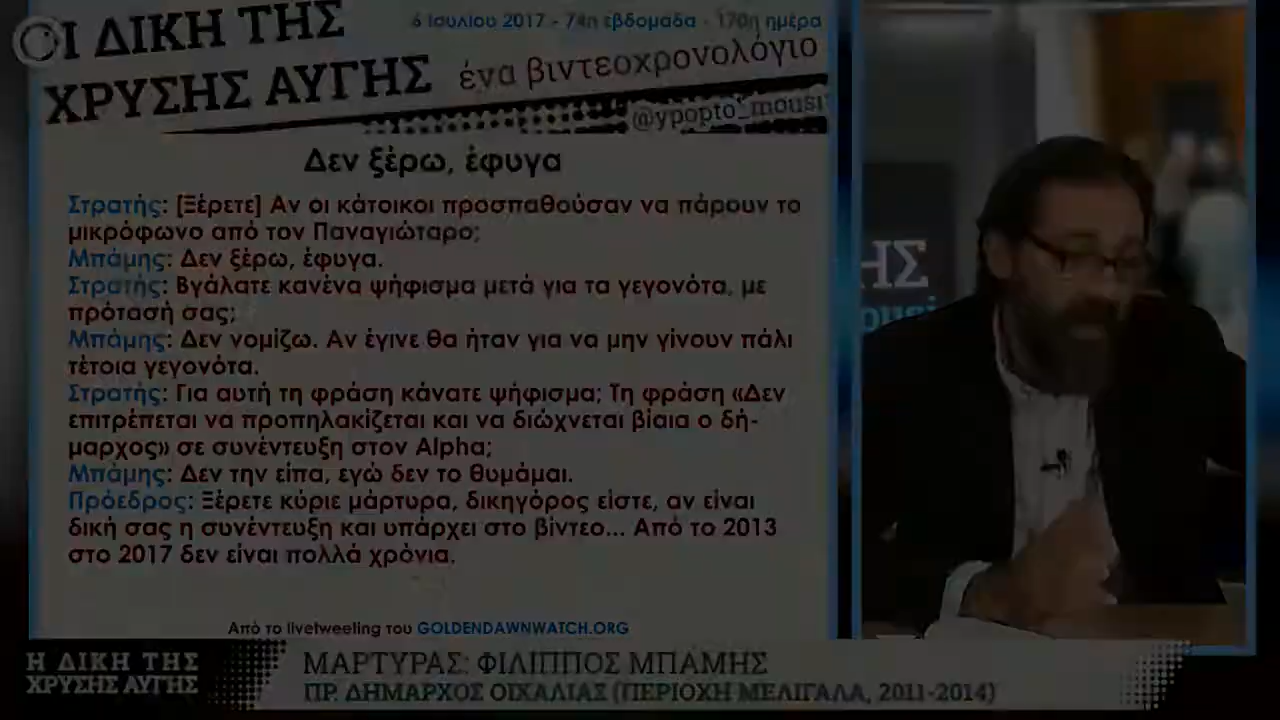 6 Ιουλίου 2017 - 74η εβδομάδα - 170η ημέρα
Οι ΔΙΚΗ ΤΗΣ
ΧΡΥΣΗΣ ΑΥΓΗΣ ένα βιντεοχρονολόγιο
@ypopto_mousi
Δεν ξέρω, έφυγα
Στρατής: [Ξέρετε] Αν οι κάτοικοι προσπαθούσαν να πάρουν το
μικρόφωνο από τον Παναγιώταρο;
Μπάμης: Δεν ξέρω, έφυγα.
Στρατής: Βγάλατε κανένα ψήφισμα μετά για τα γεγονότα, με
πρότασή σας;
Μπάμης: Δεν νομίζω. Αν έγινε θα ήταν για να μην γίνουν πάλι
τέτοια γεγονότα.
Στρατής: Για αυτή τη φράση κάνατε ψήφισμα; Τη φράση «Δεν
επιτρέπεται να προπηλακίζεται και να διώχνεται βίαια ο δή-
μαρχος» σε συνέντευξη στον Alpha;
Μπάμης: Δεν την είπα, εγώ δεν το θυμάμαι.
Πρόεδρος: Ξέρετε κύριε μάρτυρα, δικηγόρος είστε, αν είναι
δική σας η συνέντευξη και υπάρχει στο βίντεο... Από το 2013
στο 2017 δεν είναι πολλά χρόνια.
Από το livetweeting του GOLDENDAWNWATCH.ORG
ΗΣ
ousi
Η ΔΙΚΗ ΤΗΣ
ΧΡΥΣΗΣ ΑΥΓΗΣ
ΜΑΡΤΥΡΑΣ: ΦΙΛΙΠΠΟΣ ΜΠΑΜΗΣ
ΠΡ. ΔΗΜΑΡΧΟΣ ΟΙΧΑΛΙΑΣ (ΠΕΡΙΟΧΗ ΜΕΛΙΓΑΛΑ, 2011-2014)